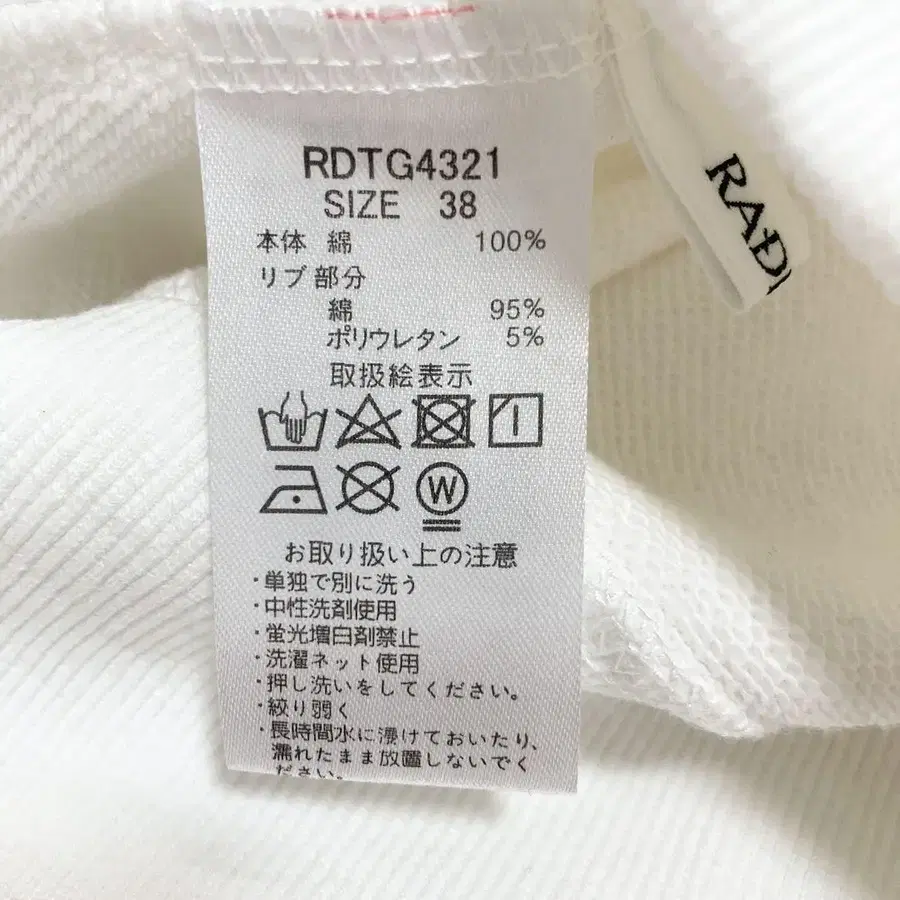 RDTG4321
SIZE 38
本体 綿 100%
リブ部分
綿 95%
ポリウレタン 5%
取扱絵表示
W
お取り扱い上の注意
・単独で別に洗う
・中性洗剤使用
・蛍光増白剤禁止
・洗濯ネット使用
・押し洗いをしてください。
・絞り弱く
・長時間水に浸けておいたり、
濡れたまま放置しないでく
ださい。
RADI